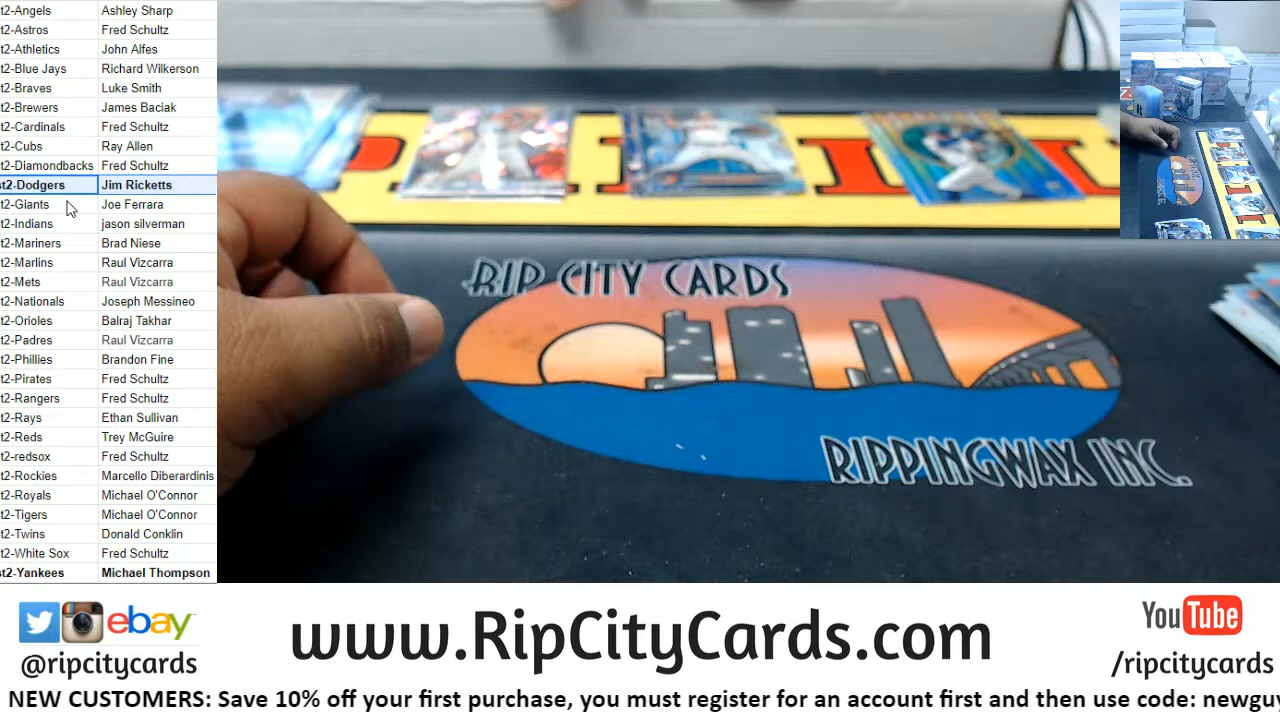 t2-Angels Ashley Sharp
t2-Astros Fred Schultz
t2-Athletics John Alfes
t2-Blue Jays Richard Wilkerson
t2-Braves Luke Smith
t2-Brewers James Baciak
t2-Cardinals Fred Schultz
t2-Cubs Ray Allen
t2-Diamondbacks Fred Schultz
st2-Dodgers Jim Ricketts
t2-Giants Joe Ferrara
t2-Indians jason silverman
t2-Mariners Brad Niese
t2-Marlins Raul Vizcarra
t2-Mets Raul Vizcarra
t2-Nationals Joseph Messineo
t2-Orioles Balraj Takhar
t2-Padres Raul Vizcarra
t2-Phillies Brandon Fine
t2-Pirates Fred Schultz
t2-Rangers Fred Schultz
t2-Rays Ethan Sullivan
t2-Reds Trey McGuire
t2-redsox Fred Schultz
t2-Rockies Marcello Diberardinis
t2-Royals Michael O'Connor
t2-Tigers Michael O'Connor
t2-Twins Donald Conklin
t2-White Sox Fred Schultz
st2-Yankees Michael Thompson
RIP CITY CARDS
RIPPINGWAX INC.
ebay
@ripcitycards
www.RipCityCards.com
YouTube
/ripcitycards
NEW CUSTOMERS: Save 10% off your first purchase, you must register for an account first and then use code: newguy